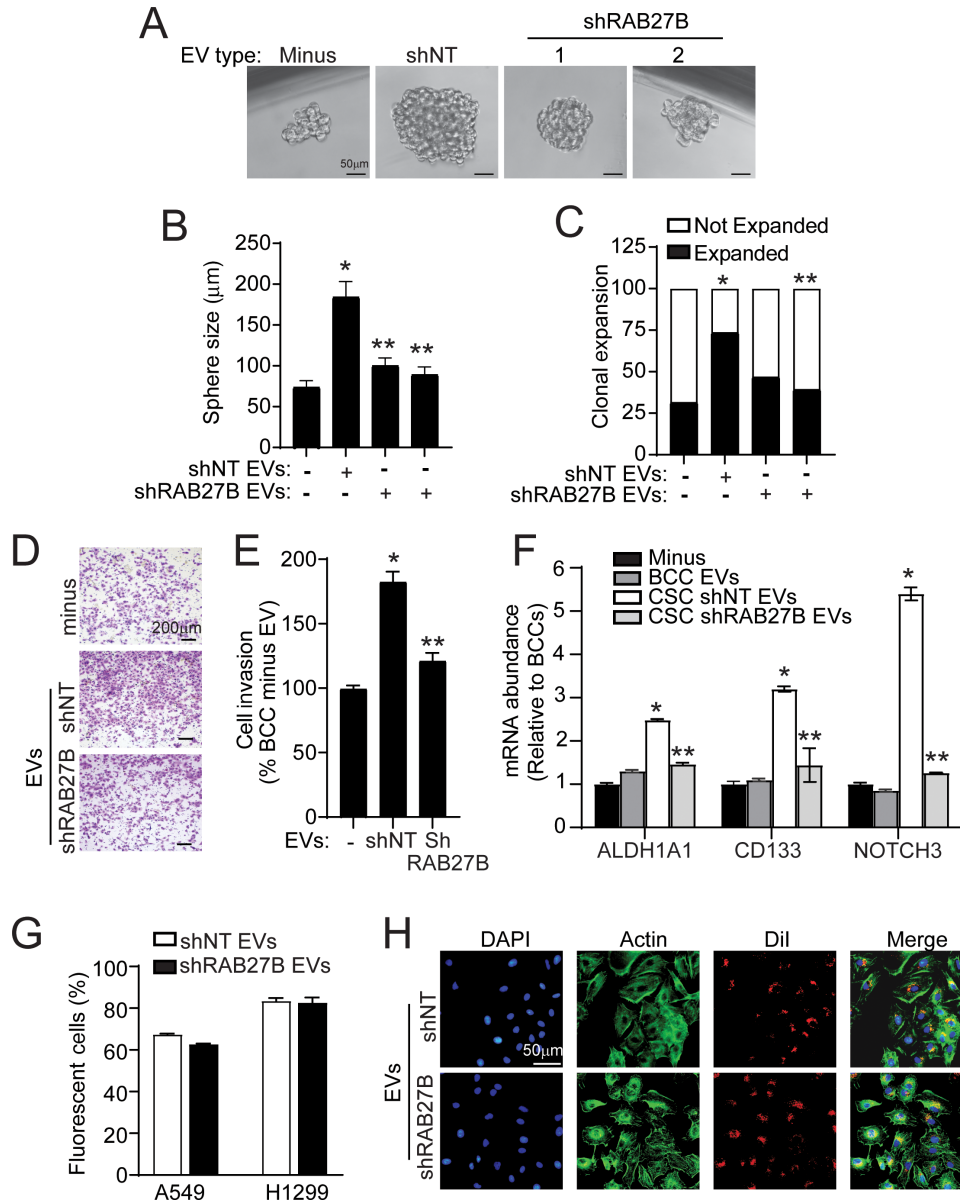 A
shRAB27B
EV type: Minus shNT 1 2
50μm
B
Sphere size (μm)
250
200
150
100
50
0
*
**
**
shNT EVs: - + - -
shRAB27B EVs: - - + +
C
Not Expanded
Expanded
Clonal expansion
125
100
75
50
25
0
*
**
shNT EVs: - + - -
shRAB27B EVs: - - + +
D
minus
200μm
EVs
shNT
shRAB27B
E
Cell invasion
(% BCC minus EV)
200
150
100
50
0
*
**
EVs: - shNT Sh
RAB27B
F
Minus
BCC EVs
CSC shNT EVs
CSC shRAB27B EVs
mRNA abundance
(Relative to BCCs)
6
5
4
3
2
1
0
*
**
*
**
*
**
ALDH1A1 CD133 NOTCH3
G
shNT EVs
shRAB27B EVs
Fluorescent cells (%)
100
80
60
40
20
0
A549 H1299
H
DAPI Actin DiI Merge
EVs
shNT
50μm
shRAB27B